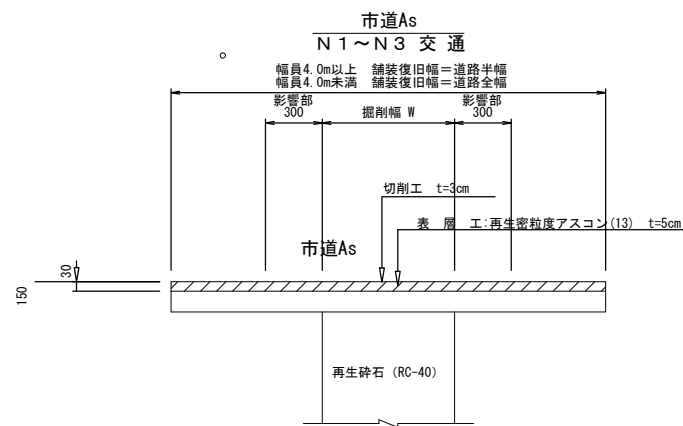 市道As
N1～N3 交 通
幅員4.0m以上 舗装復旧幅＝道路半幅
幅員4.0m未満 舗装復旧幅＝道路全幅
影響部
300
掘削幅 W
影響部
300
切削工 t=3cm
表 層 工:再生密粒度アスコン(13) t=5cm
市道As
30
150
再生砕石 (RC-40)